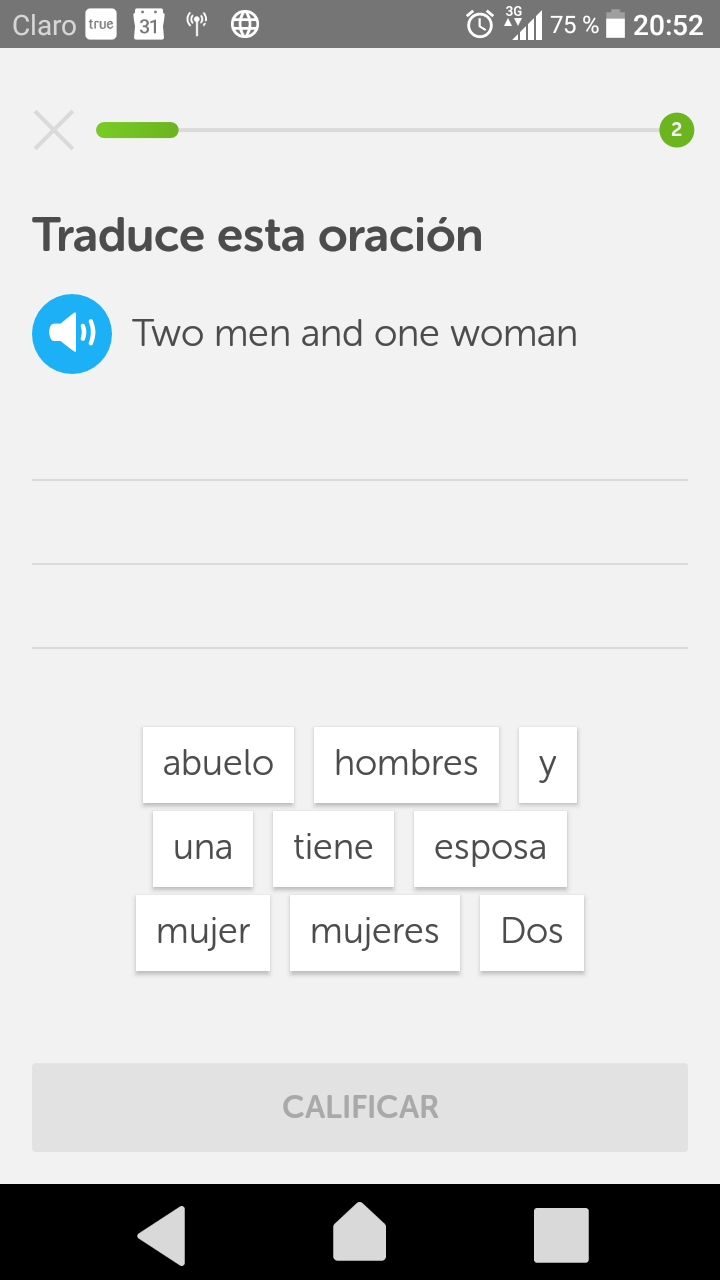 Claro true 31 3G 75 % 20:52
2
Traduce esta oración
Two men and one woman
abuelo hombres y
una tiene esposa
mujer mujeres Dos
CALIFICAR